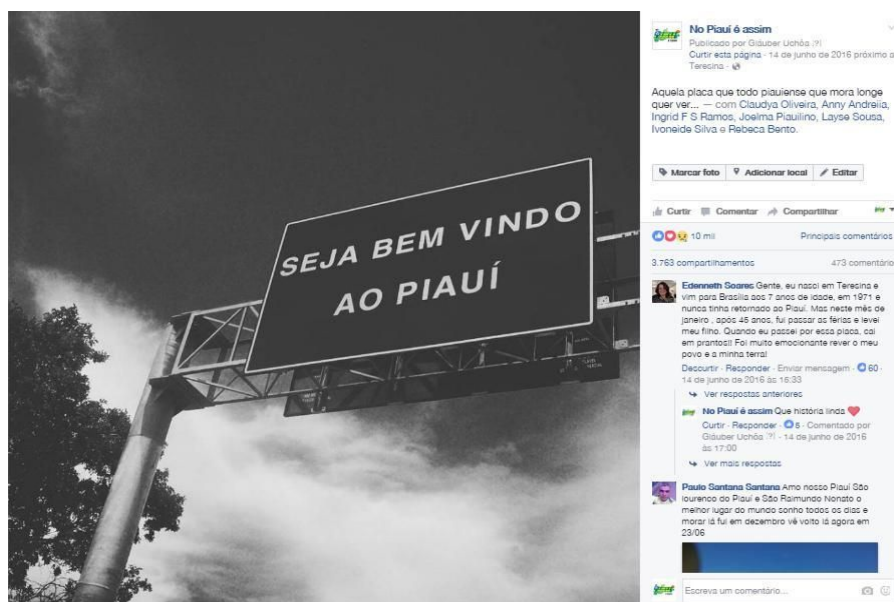 SEJA BEM VINDO
AO PIAUÍ
No Piauí é assim
Publicado por Gláuber Uchôa [?]
Curtir esta página · 14 de junho de 2016 próximo a
Teresina ·
Aquela placa que todo piauiense que mora longe
quer ver... — com Claudya Oliveira, Anny Andreiia,
Ingrid F S Ramos, Joelma Piauilino, Layse Sousa,
Ivoneide Silva e Rebeca Bento.
Marcar foto Adicionar local Editar
Curtir Comentar Compartilhar
10 mil Principais comentários
3.763 compartilhamentos 473 comentário
Edenneth Soares Gente, eu nasci em Teresina e
vim para Brasília aos 7 anos de idade, em 1971 e
nunca tinha retornado ao Piauí. Mas neste mês de
janeiro , após 45 anos, fui passar as férias e levei
meu filho. Quando eu passei por essa placa, caí
em prantos!! Foi muito emocionante rever o meu
povo e a minha terra!
Descurtir · Responder · Enviar mensagem · 60 ·
14 de junho de 2016 às 16:33
Ver respostas anteriores
No Piauí é assim Que história linda
Curtir · Responder · 5 · Comentado por
Gláuber Uchôa [?] · 14 de junho de 2016
às 17:00
Ver mais respostas
Paulo Santana Santana Amo nosso Piauí São
lourenco do Piauí e São Raimundo Nonato o
melhor lugar do mundo sonho todos os dias e
morar lá fui em dezembro vê volto lá agora em
23/06
Escreva um comentário...